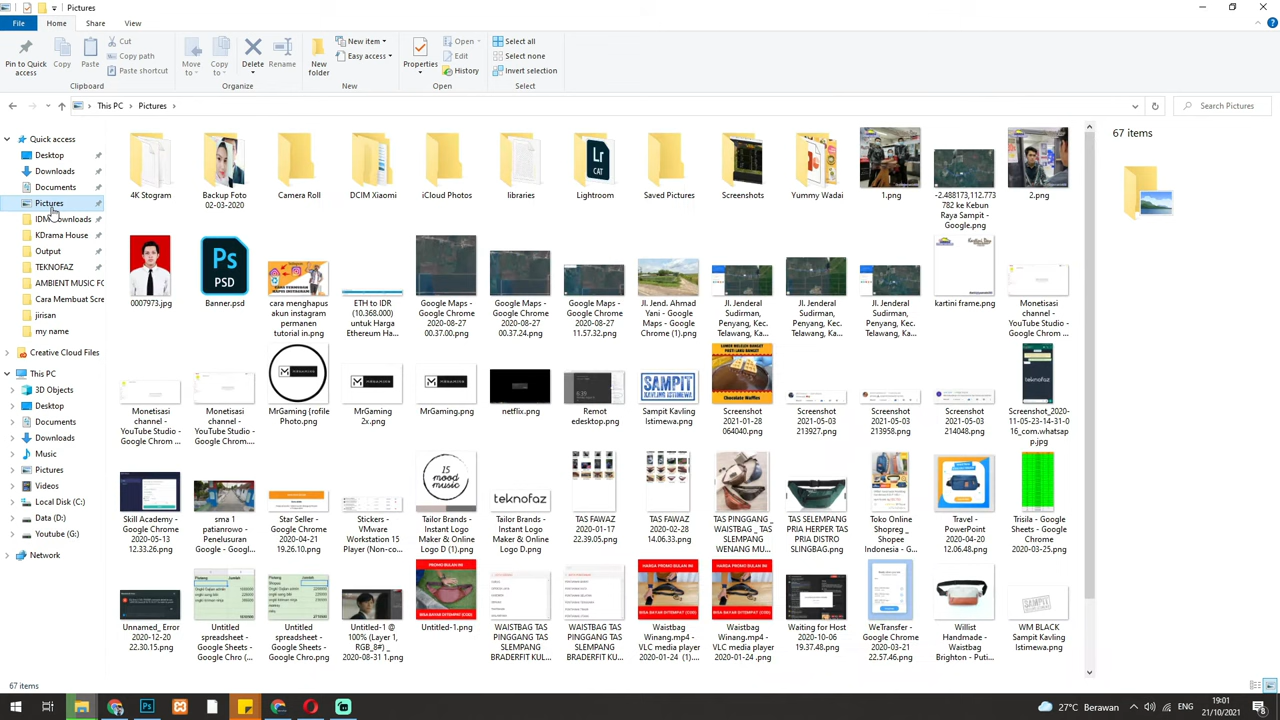 Pictures
File Home Share View
Pin to Quick access
Copy
Paste
Cut
Copy path
Paste shortcut
Clipboard
Move to
Copy to
Delete
Rename
Organize
New folder
New item
Easy access
New
Properties
Open
Edit
History
Open
Select all
Select none
Invert selection
Select
This PC > Pictures >
Search Pictures
Quick access
Desktop
Downloads
Documents
Pictures
IDM Downloads
KDrama House
Output
TEKNOFAZ
AMBIENT MUSIC FO
Cara Membuat Scre
jirisan
my name
Creative Cloud Files
This PC
3D Objects
Desktop
Documents
Downloads
Music
Pictures
Videos
Local Disk (C:)
Data (D:)
Youtube (G:)
Network
4K Stogram
Backup Foto
02-03-2020
Camera Roll
DCIM Xiaomi
iCloud Photos
libraries
Lightroom
Saved Pictures
Screenshots
Yummy Wadai
1.png
-2.488173,112.773
782 ke Kebun
Raya Sampit -
Google.png
2.png
0007973.jpg
Banner.psd
cara menghapus
akun instagran
permanen
tutorial in.png
ETH to IDR
(10.368.000)
untuk Harga
Ethereum Ha...
Google Maps -
Google Chrome
2020-08-27
00.37.00.png
Google Maps -
Google Chrome
2020-08-27
00.37.24.png
Google Maps -
Google Chrome
2020-08-27
11.57.32.png
Jl. Jend. Ahmad
Yani - Google
Maps - Google
Chrome (1).png
Jl. Jenderal
Sudirman,
Penyang, Kec.
Telawang, Ka...
Jl. Jenderal
Sudirman,
Penyang, Kec.
Telawang, Ka...
Jl. Jenderal
Sudirman,
Penyang, Kec.
Telawang, Ka...
kartini frame.png
Monetisasi
channel -
YouTube Studio -
Google Chrom ...
Monetisasi
channel -
YouTube Studio -
Google Chrom ...
Monetisasi
channel -
YouTube Studio -
Google Chrom...
MrGaming {rofile
Photo.png
MrGaming
2x.png
MrGaming.png
netflix.png
Remot
edesktop.png
Sampit Kavling
Istimewa.png
Screenshot
2021-01-28
064040.png
Screenshot
2021-05-03
213927.png
Screenshot
2021-05-03
213958.png
Screenshot
2021-05-03
214048.png
Screenshot_2020-
11-05-23-14-31-0
16_com.whatsap
p.jpg
Skill Academy -
Google Chrome
2020-05-13
12.33.26.png
sma 1
patianrowo -
Penelusuran
Google - Googl...
Star Seller -
Google Chrome
2020-04-21
19.26.10.png
Stickers -
VMware
Workstation 15
Player (Non-co...
Tailor Brands -
Instant Logo
Maker & Online
Logo D (1).png
Tailor Brands -
Instant Logo
Maker & Online
Logo D.png
TAS FAWAZ
2020-01-17
22.39.05.png
TAS FAWAZ
2020-02-28
14.06.33.png
TAS PINGGANG _
WAISTBAG _ TAS
SLEMPANG
WENANG MU...
TAS SELEMPANG
PRIA HERPER TAS
PRIA DISTRO
SLINGBAG.png
Toko Online
Shopreg _
Shopee
Indonesia - G...
Travel -
PowerPoint
2020-04-20
12.06.48.png
Trisila - Google
Sheets - Google
Chrome
2020-03-25.png
Unnamed_ Error
2020-12-20
22.30.15.png
Untitled
spreadsheet -
Google Sheets -
Google Chro (...
Untitled
spreadsheet -
Google Sheets -
Google Chro.png
Untitled-1 @
100% (Layer 1,
RGB_8#) _
2020-08-31 1.png
Untitled-1.png
WAISTBAG TAS
PINGGANG TAS
SLEMPANG
BRADERFIT KUL...
WAISTBAG TAS
PINGGANG TAS
SLEMPANG
BRADERFIT KUL...
Waistbag
Winang.mp4 -
VLC media player
2020-01-24 (1)....
Waistbag
Winang.mp4 -
VLC media player
2020-01-24 .png
Waiting for Host
2020-10-06
19.37.48.png
WeTransfer -
Google Chrome
2020-03-21
22.57.46.png
Willist
Handmade -
Waistbag
Brighton - Puti...
WM BLACK
Sampit Kavling
Istimewa.png
67 items
67 items
27°C Berawan
ENG
19:01
21/10/2021